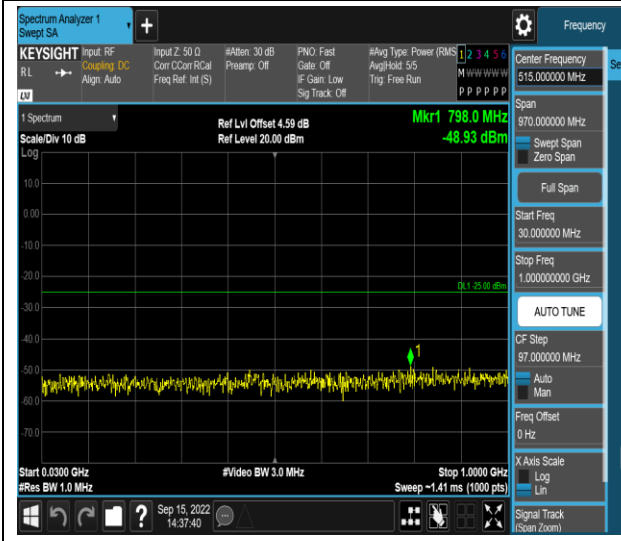 Spectrum Analyzer 1
Swept SA
Frequency
KEYSIGHT
RL
LXI
Input: RF
Coupling: DC
Align: Auto
Input Z: 50 Ω
Corr CCorr RCal
Freq Ref: Int (S)
#Atten: 30 dB
Preamp: Off
PNO: Fast
Gate: Off
IF Gain: Low
Sig Track: Off
#Avg Type: Power (RMS
Avg|Hold: 5/5
Trig: Free Run
1 2 3 4 5 6
M W W W W W
P P P P P P
1 Spectrum
Scale/Div 10 dB
Ref Lvl Offset 4.59 dB
Ref Level 20.00 dBm
Mkr1 798.0 MHz
-48.93 dBm
Log
10.0
0.00
-10.0
-20.0
DL1 -25.00 dBm
-30.0
-40.0
1
-50.0
-60.0
-70.0
Start 0.0300 GHz
#Res BW 1.0 MHz
#Video BW 3.0 MHz
Stop 1.0000 GHz
Sweep ~1.41 ms (1000 pts)
Sep 15, 2022
14:37:40
Center Frequency
515.000000 MHz
Se
Span
970.000000 MHz
Swept Span
Zero Span
Full Span
Start Freq
30.000000 MHz
Stop Freq
1.000000000 GHz
AUTO TUNE
CF Step
97.000000 MHz
Auto
Man
Freq Offset
0 Hz
X Axis Scale
Log
Lin
Signal Track
(Span Zoom)